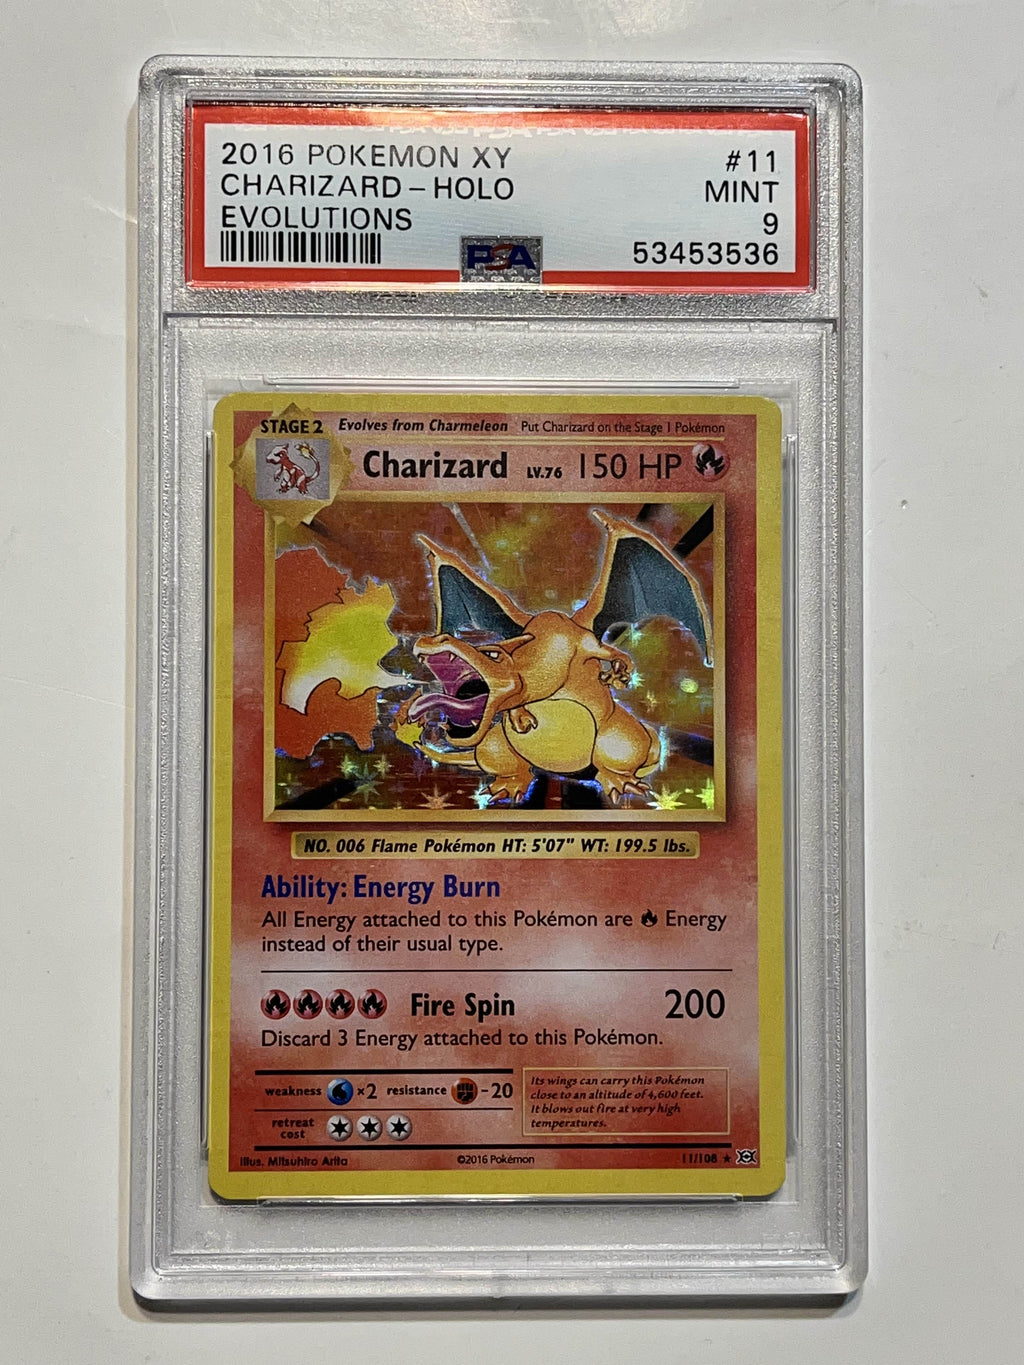 2016 POKEMON XY #11
CHARIZARD-HOLO MINT
EVOLUTIONS 9
PSA 53453536
STAGE 2 Evolves from Charmeleon Put Charizard on the Stage 1 Pokémon
Charizard LV.76 150 HP
NO. 006 Flame Pokémon HT: 5'07" WT: 199.5 lbs.
Ability: Energy Burn
All Energy attached to this Pokémon are Energy
instead of their usual type.
Fire Spin 200
Discard 3 Energy attached to this Pokémon.
weakness ×2 resistance -20
retreat
cost
Its wings can carry this Pokémon
close to an altitude of 4,600 feet.
It blows out fire at very high
temperatures.
Illus. Mitsuhiro Arita ©2016 Pokémon 11/108 ★